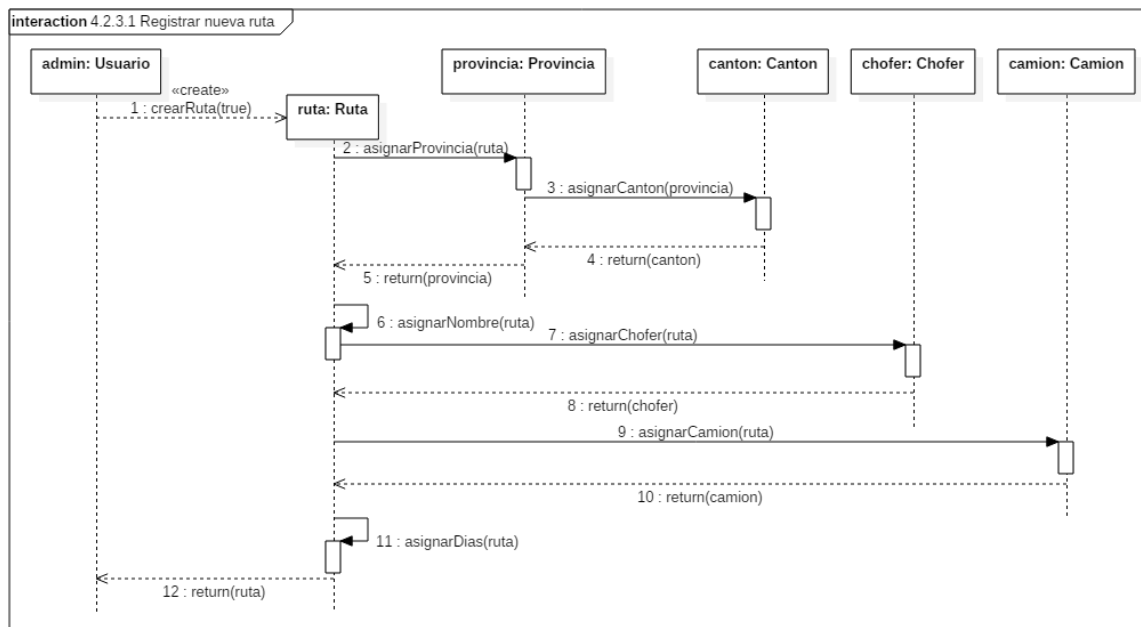 interaction 4.2.3.1 Registrar nueva ruta
admin: Usuario
provincia: Provincia
canton: Canton
chofer: Chofer
camion: Camion
«create»
1 : crearRuta(true)
ruta: Ruta
2 : asignarProvincia(ruta)
3 : asignarCanton(provincia)
4 : return(canton)
5 : return(provincia)
6 : asignarNombre(ruta)
7 : asignarChofer(ruta)
8 : return(chofer)
9 : asignarCamion(ruta)
10 : return(camion)
11 : asignarDias(ruta)
12 : return(ruta)